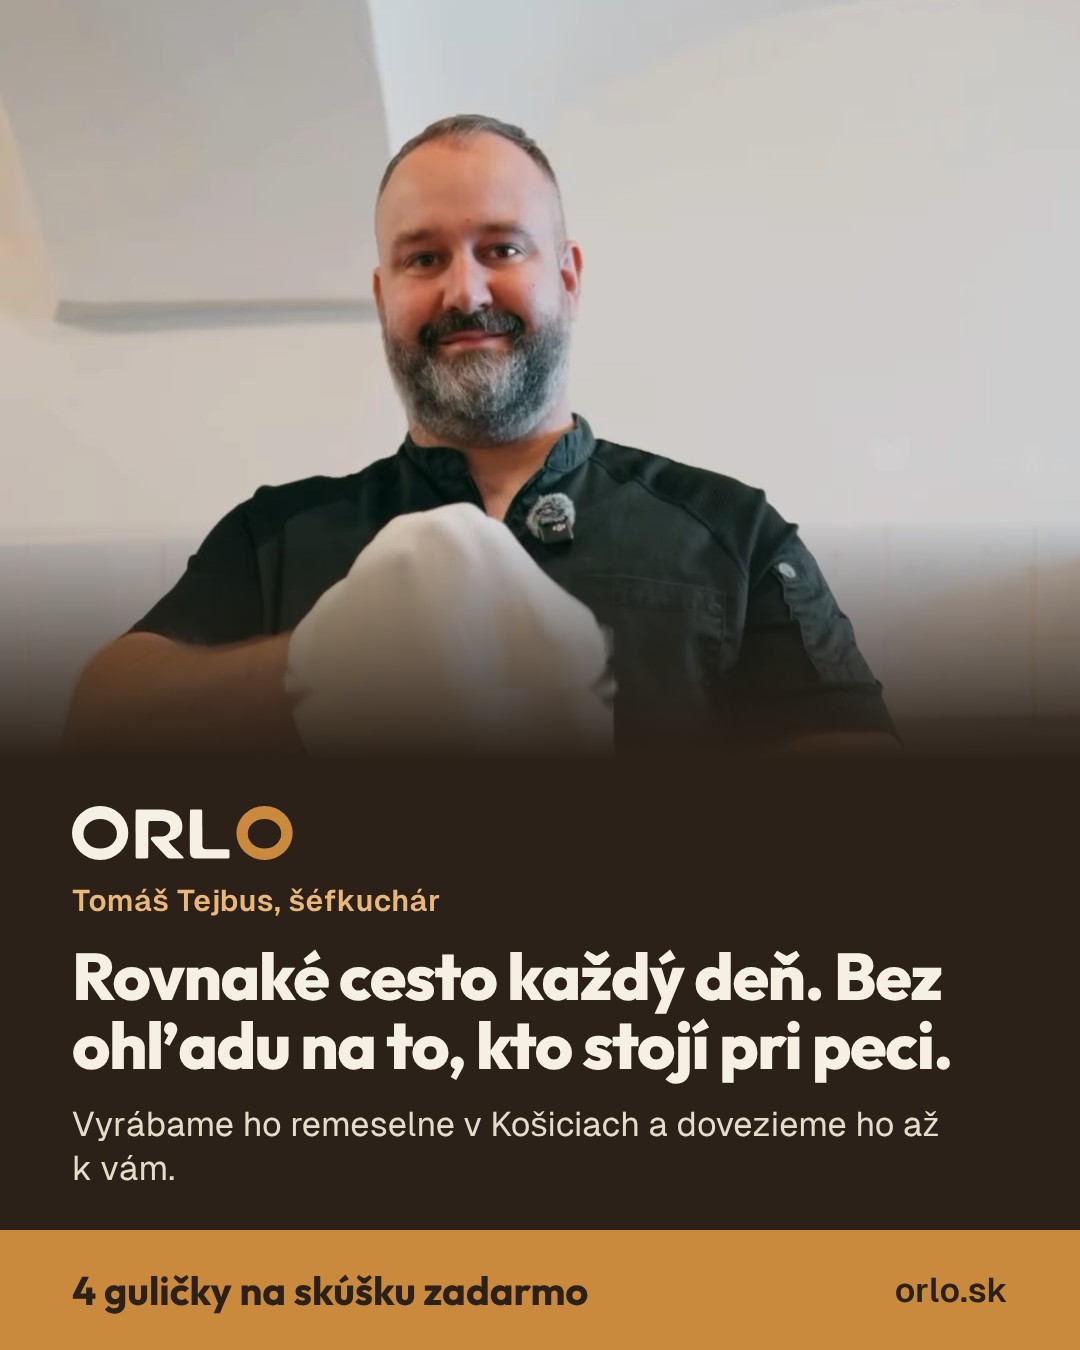 ORLO
Tomáš Tejbus, šéfkuchár
Rovnaké cesto každý deň. Bez
ohľadu na to, kto stojí pri peci.
Vyrábame ho remeselne v Košiciach a dovezieme ho až
k vám.
4 guličky na skúšku zadarmo
orlo.sk